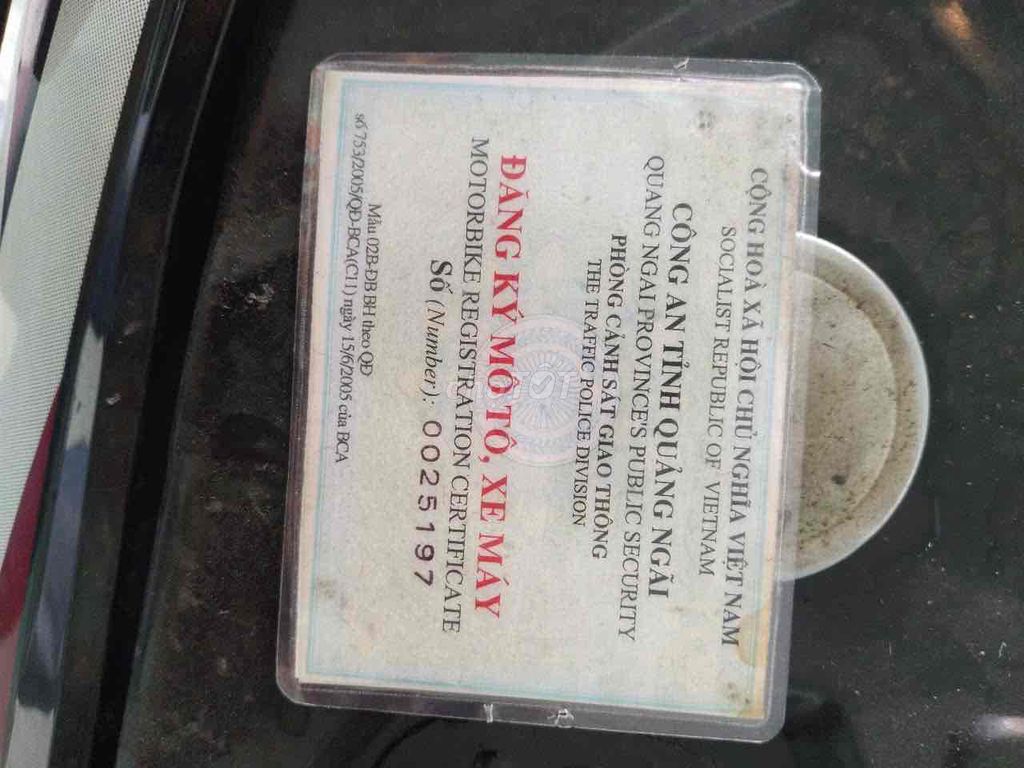 CỘNG HOÀ XÃ HỘI CHỦ NGHĨA VIỆT NAM
SOCIALIST REPUBLIC OF VIETNAM
CÔNG AN TỈNH QUẢNG NGÃI
QUANG NGAI PROVINCE'S PUBLIC SECURITY
PHÒNG CẢNH SÁT GIAO THÔNG
THE TRAFFIC POLICE DIVISION
ĐĂNG KÝ MÔ TÔ, XE MÁY
MOTORBIKE REGISTRATION CERTIFICATE
Số (Number): 0025197
Mẫu 02B-ĐB BH theo QĐ
số 753/2005/QĐ-BCA(C11) ngày 15/6/2005 của BCA